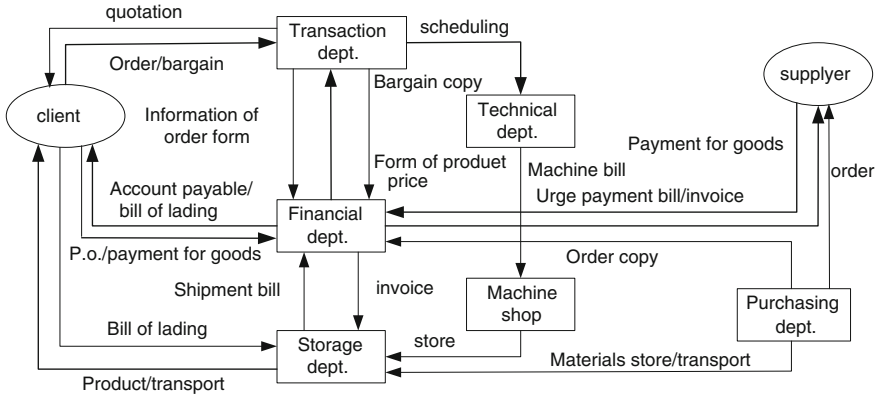 quotation
Transaction
dept.
scheduling
Order/bargain
Bargain copy
supplyer
client
Information of
order form
Technical
dept.
Payment for goods
Form of produet
price
Machine bill
order
Account payable/
bill of lading
Urge payment bill/invoice
Financial
dept.
P.o./payment for goods
Order copy
Shipment bill
invoice
Machine
shop
Purchasing
dept.
Bill of lading
Storage
dept.
store
Materials store/transport
Product/transport